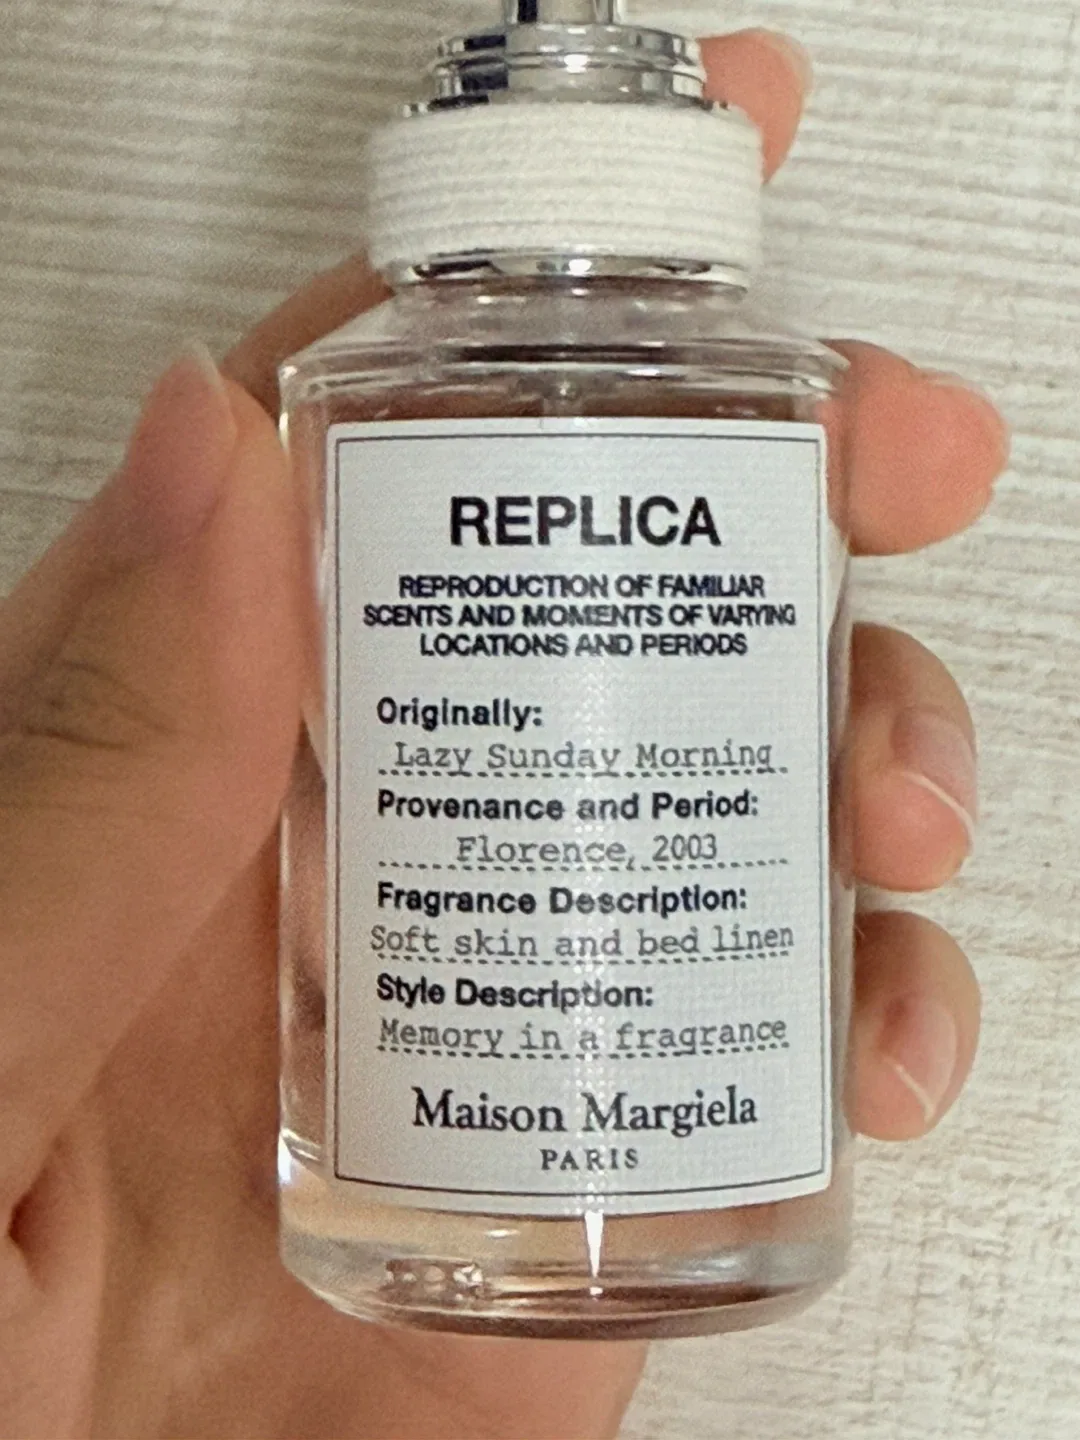 REPLICA
REPRODUCTION OF FAMILIAR
SCENTS AND MOMENTS OF VARYING
LOCATIONS AND PERIODS
Originally:
Lazy Sunday Morning
Provenance and Period:
Florence, 2003
Fragrance Description:
Soft skin and bed linen
Style Description:
Memory in a fragrance
Maison Margiela
PARIS